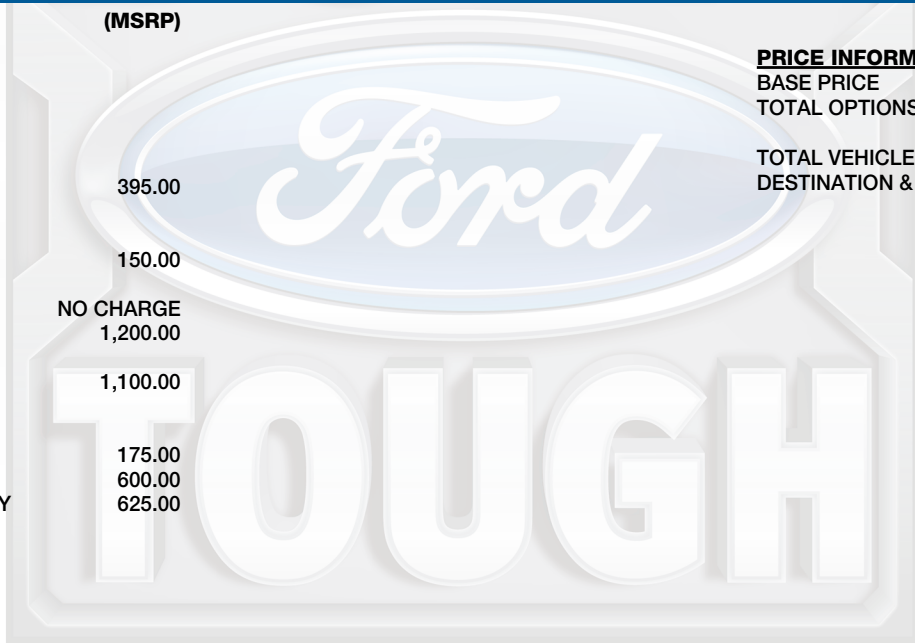 (MSRP)
395.00
150.00
NO CHARGE
1,200.00
1,100.00
175.00
600.00
Y 625.00
PRICE INFORM
BASE PRICE
TOTAL OPTIONS
TOTAL VEHICLE
DESTINATION &
Ford
TOUGH